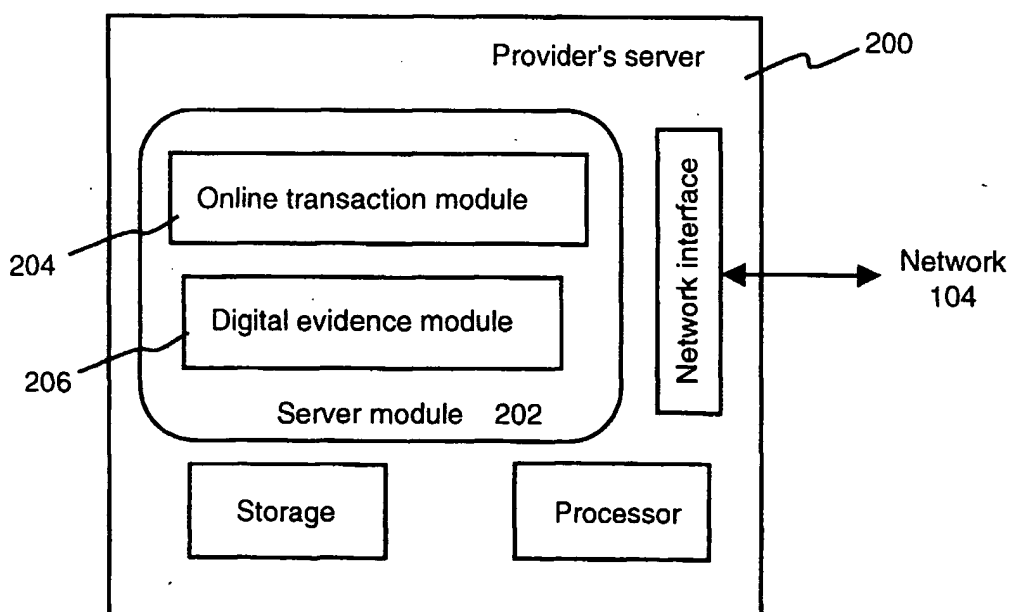 Provider's server
200
Online transaction module
204
Digital evidence module
206
Server module 202
Network interface
Network
104
Storage
Processor